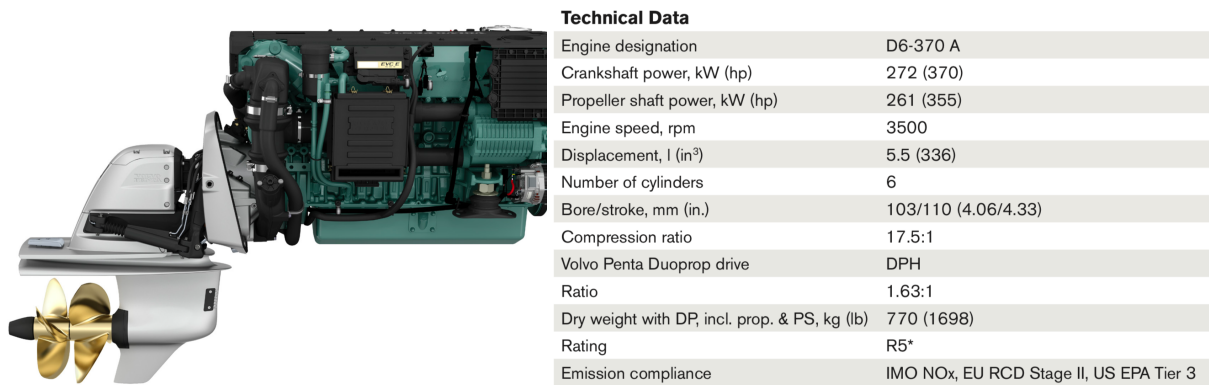 EVC.E
Technical Data
Engine designation D6-370 A
Crankshaft power, kW (hp) 272 (370)
Propeller shaft power, kW (hp) 261 (355)
Engine speed, rpm 3500
Displacement, l (in³) 5.5 (336)
Number of cylinders 6
Bore/stroke, mm (in.) 103/110 (4.06/4.33)
Compression ratio 17.5:1
Volvo Penta Duoprop drive DPH
Ratio 1.63:1
Dry weight with DP, incl. prop. & PS, kg (lb) 770 (1698)
Rating R5*
Emission compliance IMO NOx, EU RCD Stage II, US EPA Tier 3